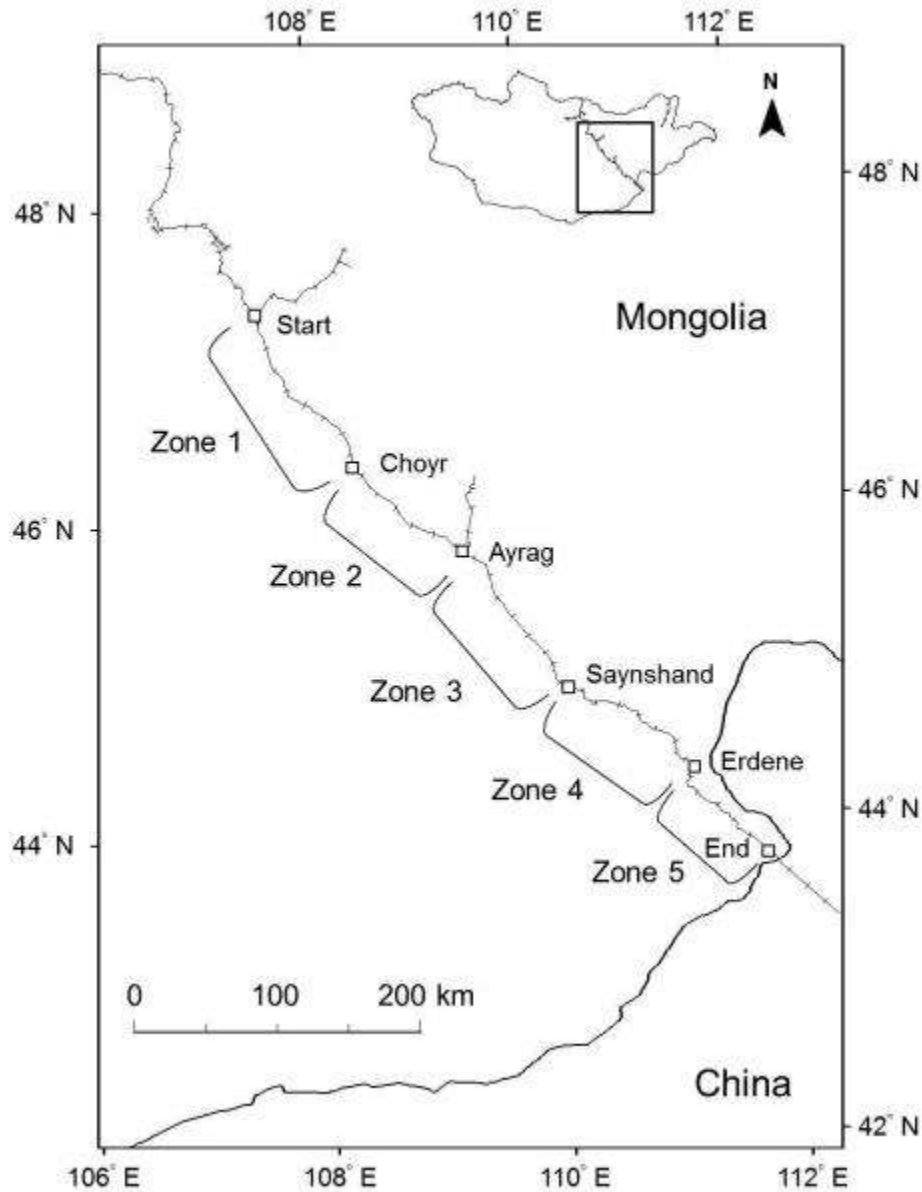 108° E 110° E 112° E
N
48° N
48° N
Mongolia
Start
Zone 1
Choyr
46° N
46° N
Ayrag
Zone 2
Saynshand
Zone 3
Erdene
Zone 4
44° N
44° N
End
Zone 5
0 100 200 km
China
42° N
106° E 108° E 110° E 112° E